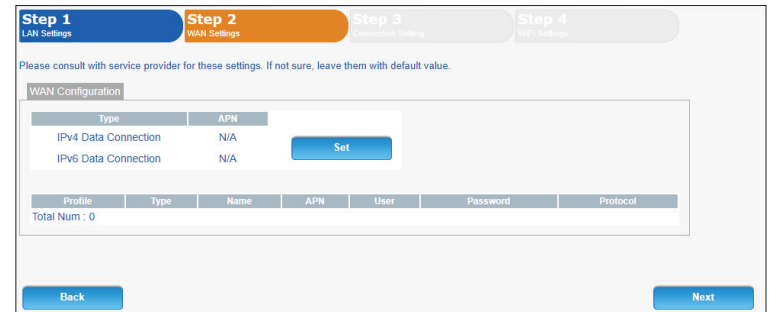 Step 1 Step 2 Step 3 Step 4
LAN Settings WAN Settings Connection Setting WiFi Settings
Please consult with service provider for these settings. If not sure, leave them with default value.
WAN Configuration
Type APN
IPv4 Data Connection N/A
Set
IPv6 Data Connection N/A
Profile Type Name APN User Password Protocol
Total Num : 0
Back Next